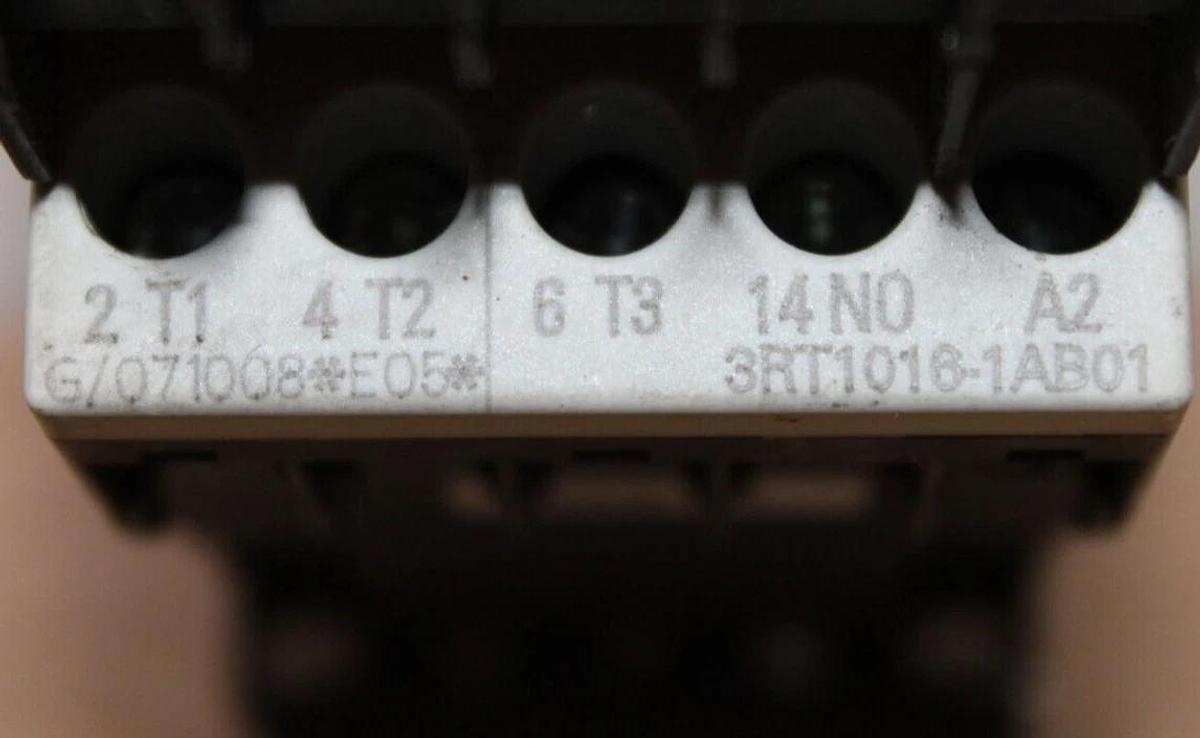 2 T1 4 T2 6 T3 14 NO A2
G/071008*E05* 3RT1016-1AB01